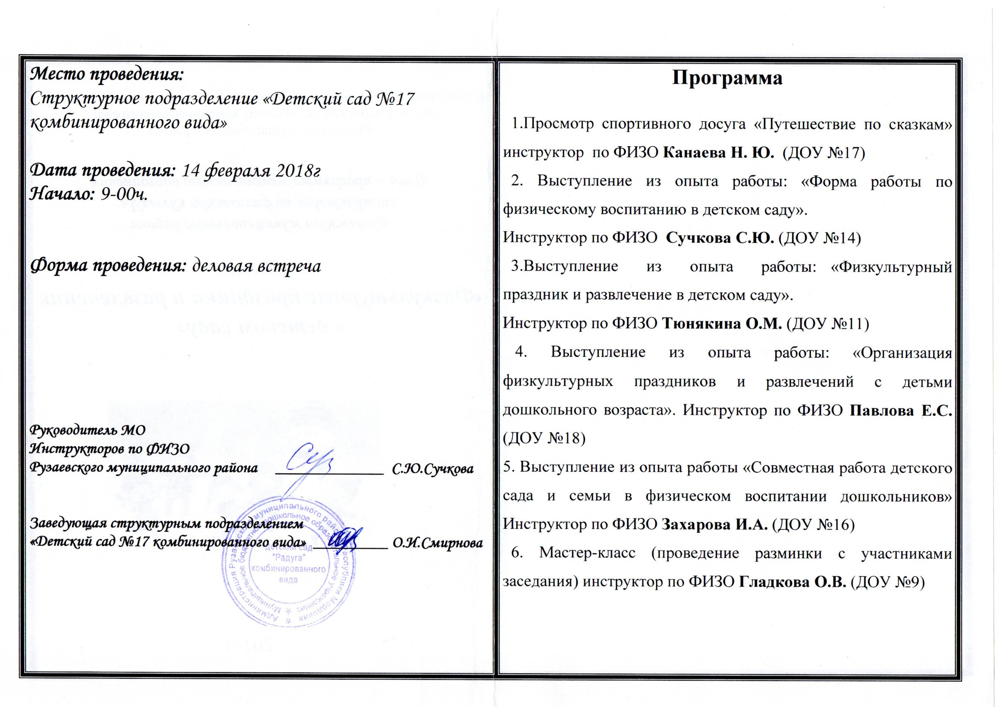 Место проведения:
Структурное подразделение «Детский сад №17
комбинированного вида»
Дата проведения: 14 февраля 2018г
Начало: 9-00ч.
Форма проведения: деловая встреча
Руководитель МО
Инструкторов по ФИЗО
Рузаевского муниципального района С.Ю.Сучкова
Заведующая структурным подразделением
«Детский сад №17 комбинированного вида» О.И.Смирнова
Администрация Рузаевского муниципального района Республики Мордовия
Муниципальное бюджетное дошкольное образовательное учреждение
детский сад
"Радуга"
комбинированного
вида
Программа
1.Просмотр спортивного досуга «Путешествие по сказкам»
инструктор по ФИЗО Канаева Н. Ю. (ДОУ №17)
2. Выступление из опыта работы: «Форма работы по
физическому воспитанию в детском саду».
Инструктор по ФИЗО Сучкова С.Ю. (ДОУ №14)
3.Выступление из опыта работы: «Физкультурный
праздник и развлечение в детском саду».
Инструктор по ФИЗО Тюнякина О.М. (ДОУ №11)
4. Выступление из опыта работы: «Организация
физкультурных праздников и развлечений с детьми
дошкольного возраста». Инструктор по ФИЗО Павлова Е.С.
(ДОУ №18)
5. Выступление из опыта работы «Совместная работа детского
сада и семьи в физическом воспитании дошкольников»
Инструктор по ФИЗО Захарова И.А. (ДОУ №16)
6. Мастер-класс (проведение разминки с участниками
заседания) инструктор по ФИЗО Гладкова О.В. (ДОУ №9)